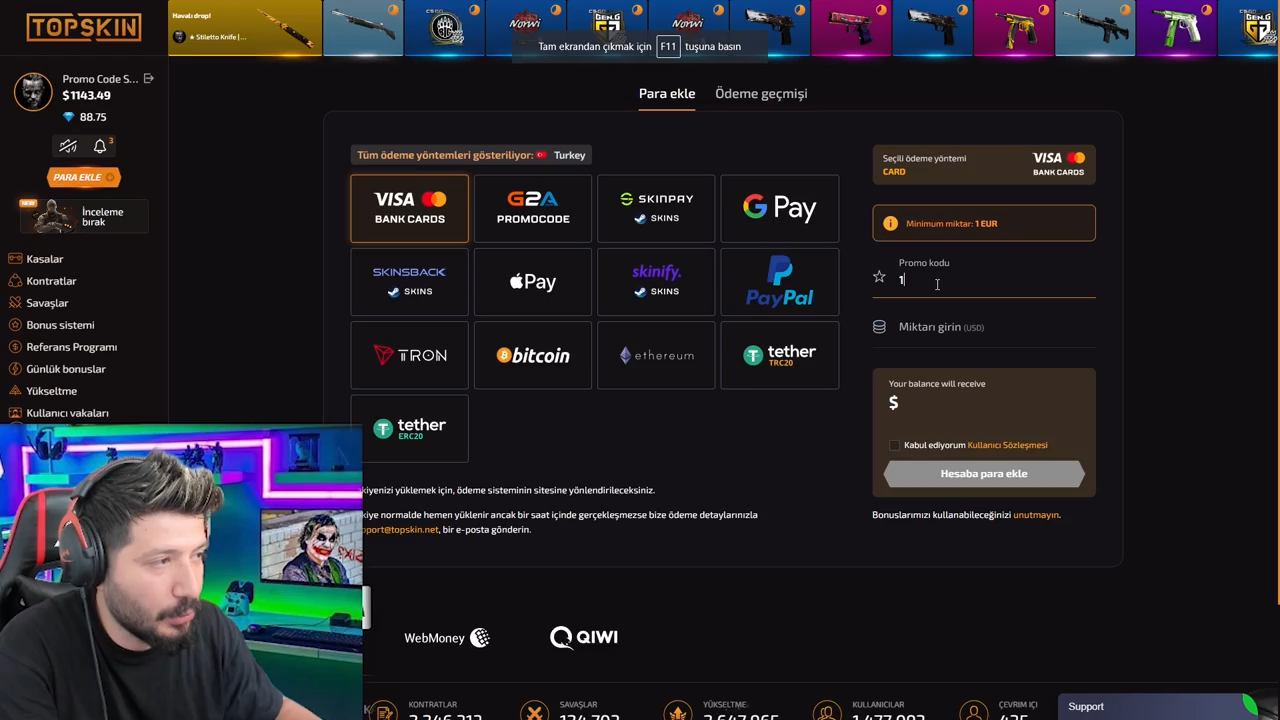 TOPSKIN
Havalı drop!
★ Stiletto Knife |
Tam ekrandan çıkmak için F11 tuşuna basın
Promo Code S...
$1143.49
88.75
3
PARA EKLE
NEW
İnceleme
bırak
Kasalar
Kontratlar
Savaşlar
Bonus sistemi
Referans Programı
Günlük bonuslar
Yükseltme
Kullanıcı vakaları
Para ekle
Ödeme geçmişi
Tüm ödeme yöntemleri gösteriliyor: Turkey
VISA
BANK CARDS
G2A
PROMOCODE
SKINPAY
SKINS
G Pay
SKINSBACK
SKINS
Pay
skinify.
SKINS
PayPal
TRON
bitcoin
ethereum
tether
TRC20
tether
ERC20
Seçili ödeme yöntemi
CARD
VISA
BANK CARDS
Minimum miktar: 1 EUR
Promo kodu
1
Miktarı girin (USD)
Your balance will receive
$
Kabul ediyorum Kullanıcı Sözleşmesi
Hesaba para ekle
Bonuslarımızı kullanabileceğinizi unutmayın.
kiyenizi yüklemek için, ödeme sisteminin sitesine yönlendirileceksiniz.
kiye normalde hemen yüklenir ancak bir saat içinde gerçekleşmezse bize ödeme detaylarınızla
pport@topskin.net, bir e-posta gönderin.
WebMoney
QIWI
KONTRATLAR
SAVAŞLAR
YÜKSELTME
KULLANICILAR
ÇEVRIM IÇI
Support